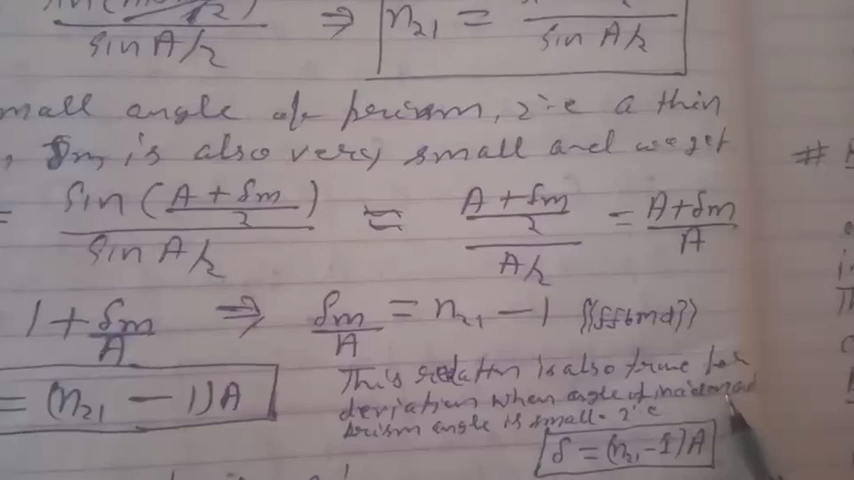 sin A/2 ⇒ n₂₁ = / sin A/2
mall angle of prism, i.e a thin
, δm is also very small and we get
= sin (A + δm / 2) / sin A/2 ≈ (A + δm / 2) / (A/2) = A + δm / A
#
1 + δm/A ⇒ δm/A = n₂₁ − 1
= (n₂₁ − 1)A
This relation is also true for
deviation when angle of
prism angle is small. i.e
δ = (n₂₁ − 1)A